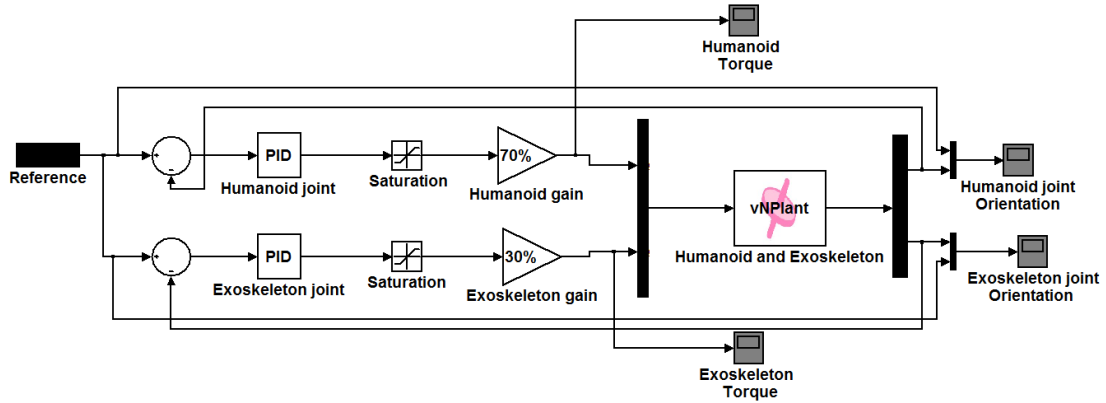 Humanoid
Torque
Reference
+
-
PID
Humanoid joint
Saturation
70%
Humanoid gain
vNPlant
Humanoid and Exoskeleton
Humanoid joint
Orientation
+
-
PID
Exoskeleton joint
Saturation
30%
Exoskeleton gain
Exoskeleton joint
Orientation
Exoskeleton
Torque